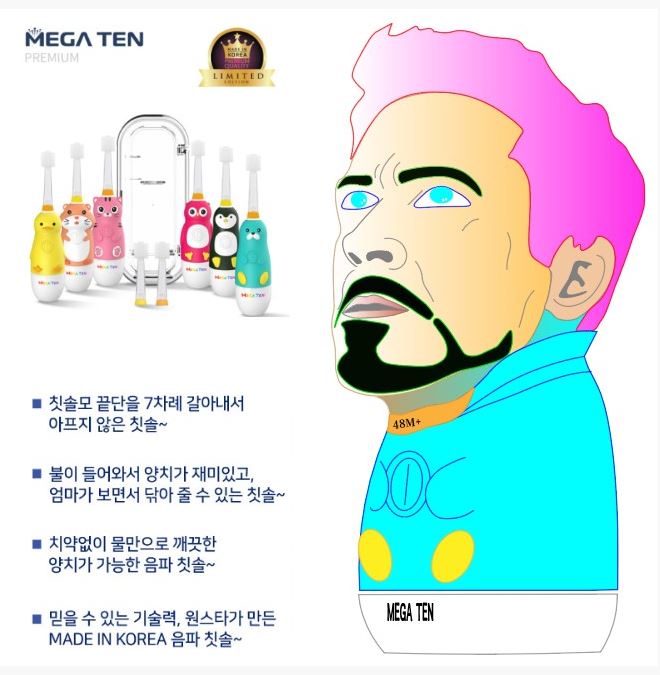 MEGA TEN
PREMIUM
MADE IN
KOREA
PREMIUM
QUALITY
LIMITED
EDITION
MEGA TEN
MEGA TEN
MEGA TEN
48M+
■ 칫솔모 끝단을 7차례 갈아내서
아프지 않은 칫솔~
■ 불이 들어와서 양치가 재미있고,
엄마가 보면서 닦아 줄 수 있는 칫솔~
■ 치약없이 물만으로 깨끗한
양치가 가능한 음파 칫솔~
■ 믿을 수 있는 기술력, 원스타가 만든
MADE IN KOREA 음파 칫솔~
MEGA TEN